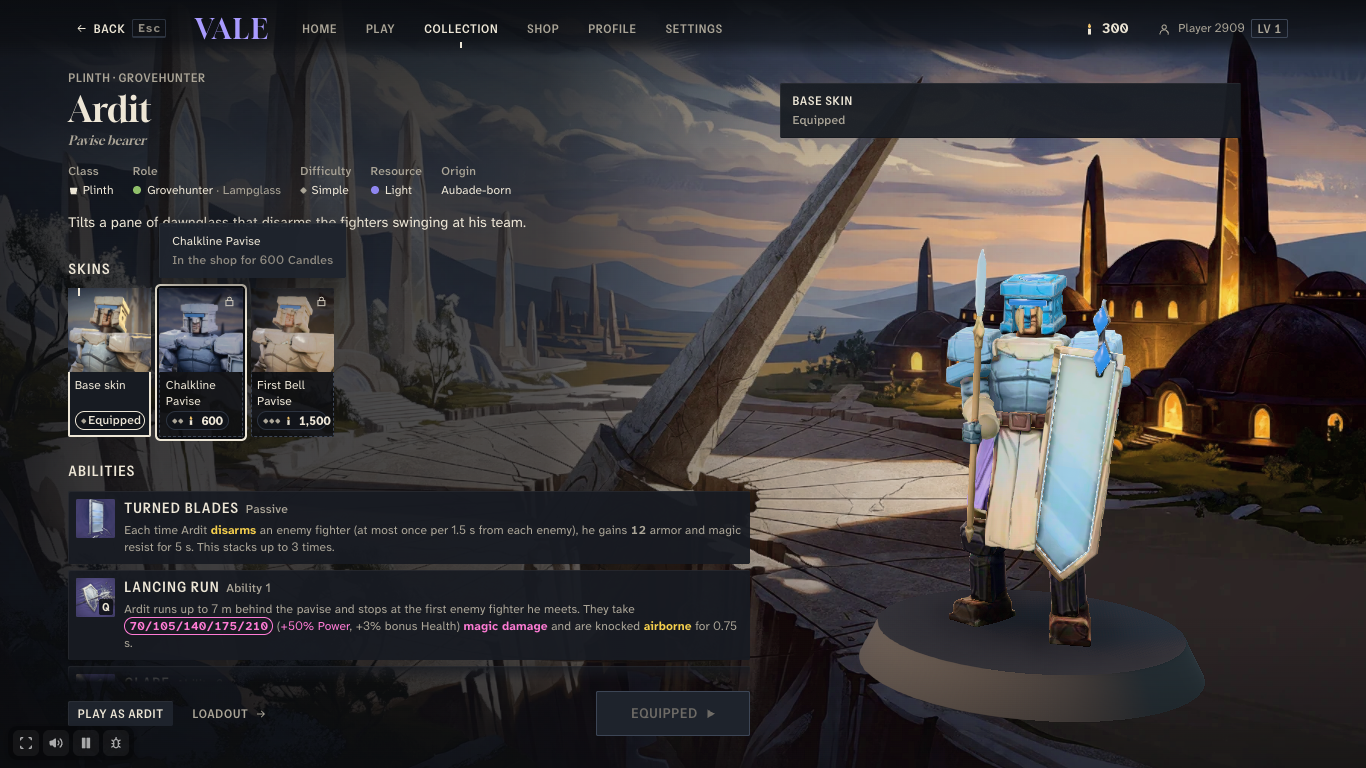 ← BACK Esc VALE HOME PLAY COLLECTION SHOP PROFILE SETTINGS 300 Player 2909 LV 1
PLINTH · GROVEHUNTER
Ardit
Pavise bearer
Class Role Difficulty Resource Origin
Plinth Grovehunter · Lampglass Simple Light Aubade-born
Tilts a pane of dawnglass that disarms the fighters swinging at his team.
Chalkline Pavise
In the shop for 600 Candles
SKINS
Base skin
Equipped
Chalkline
Pavise
600
First Bell
Pavise
1,500
ABILITIES
TURNED BLADES Passive
Each time Ardit disarms an enemy fighter (at most once per 1.5 s from each enemy), he gains 12 armor and magic
resist for 5 s. This stacks up to 3 times.
Q
LANCING RUN Ability 1
Ardit runs up to 7 m behind the pavise and stops at the first enemy fighter he meets. They take
70/105/140/175/210 (+50% Power, +3% bonus Health) magic damage and are knocked airborne for 0.75
s.
PLAY AS ARDIT LOADOUT →
EQUIPPED
BASE SKIN
Equipped